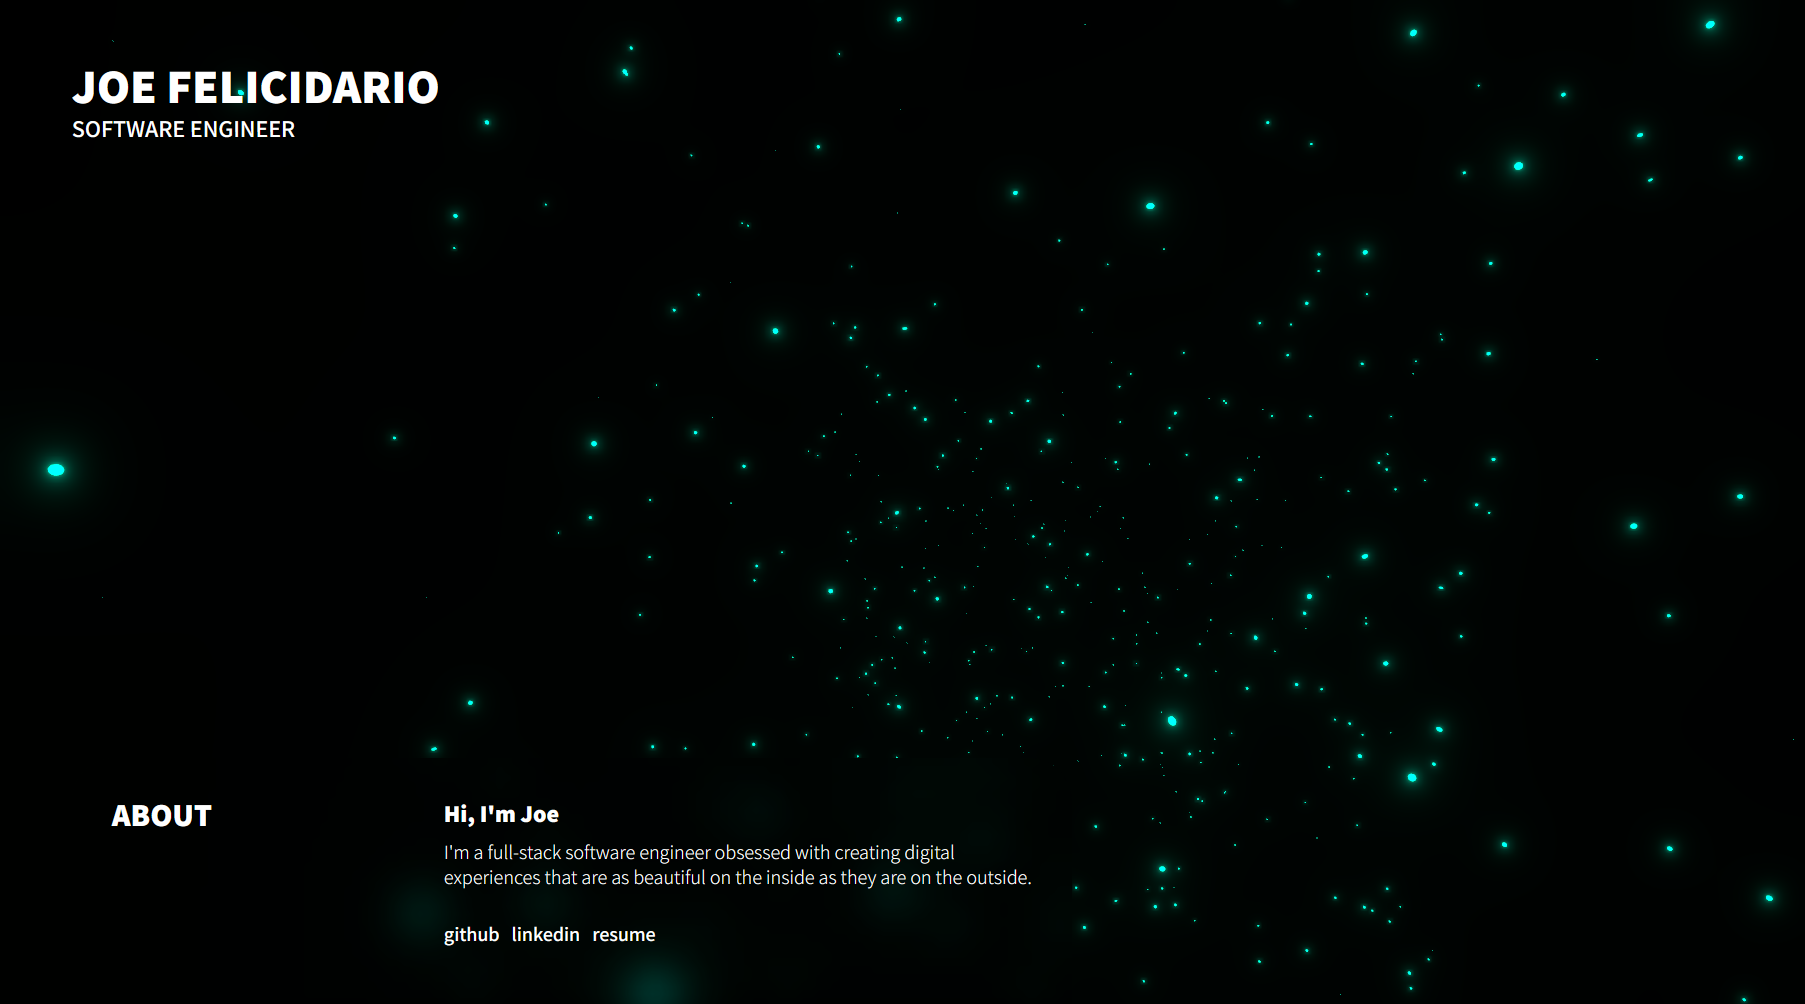 JOE FELICIDARIO
SOFTWARE ENGINEER
ABOUT
Hi, I'm Joe
I'm a full-stack software engineer obsessed with creating digital
experiences that are as beautiful on the inside as they are on the outside.
github linkedin resume